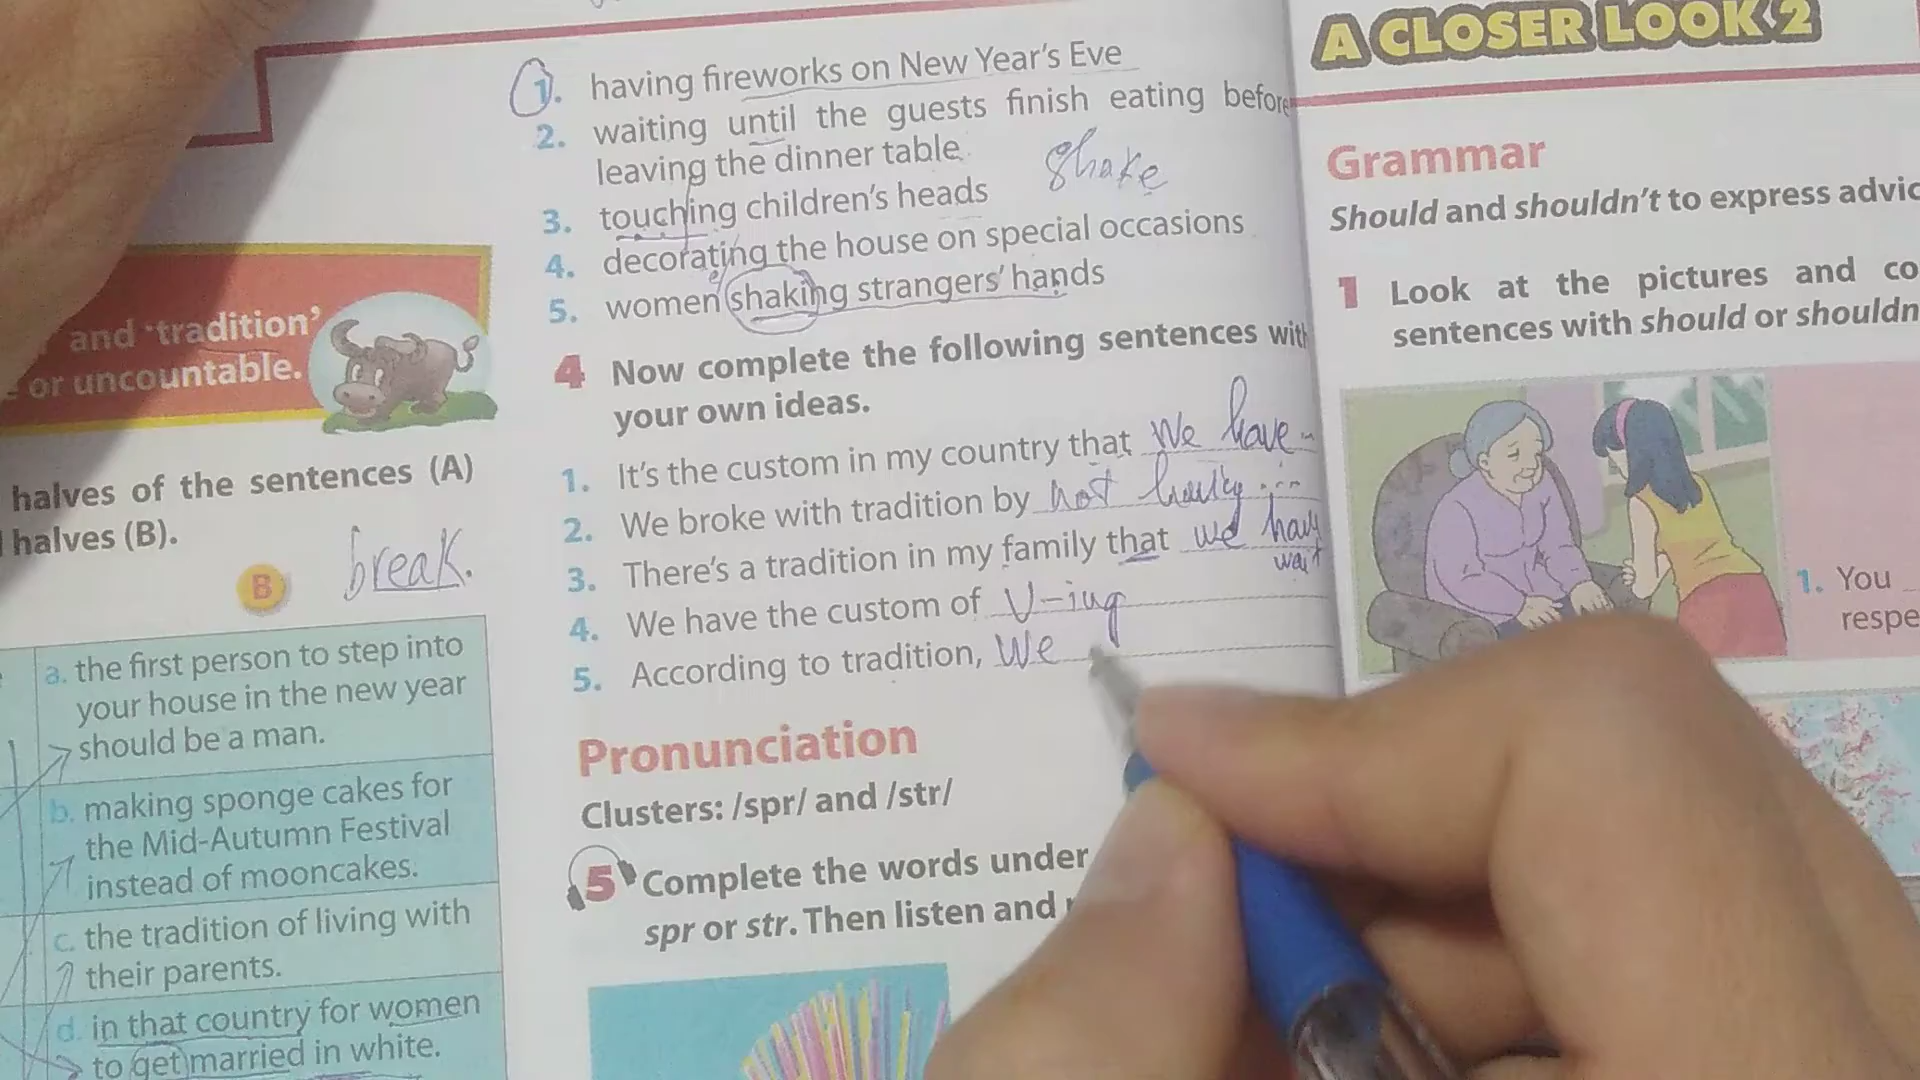 1. having fireworks on New Year's Eve
2. waiting until the guests finish eating before
leaving the dinner table
shake
3. touching children's heads
4. decorating the house on special occasions
5. women shaking strangers' hands
4 Now complete the following sentences with
your own ideas.
1. It's the custom in my country that We have ...
2. We broke with tradition by not having ...
3. There's a tradition in my family that we have
wait
4. We have the custom of V-ing
5. According to tradition, We
Pronunciation
Clusters: /spr/ and /str/
5 Complete the words under
spr or str. Then listen and
and 'tradition'
or uncountable.
halves of the sentences (A)
halves (B).
B
break.
a. the first person to step into
your house in the new year
should be a man.
b. making sponge cakes for
the Mid-Autumn Festival
instead of mooncakes.
c. the tradition of living with
their parents.
d. in that country for women
to get married in white.
A CLOSER LOOK 2
Grammar
Should and shouldn't to express advic
1 Look at the pictures and co
sentences with should or shouldn
1. You
respe